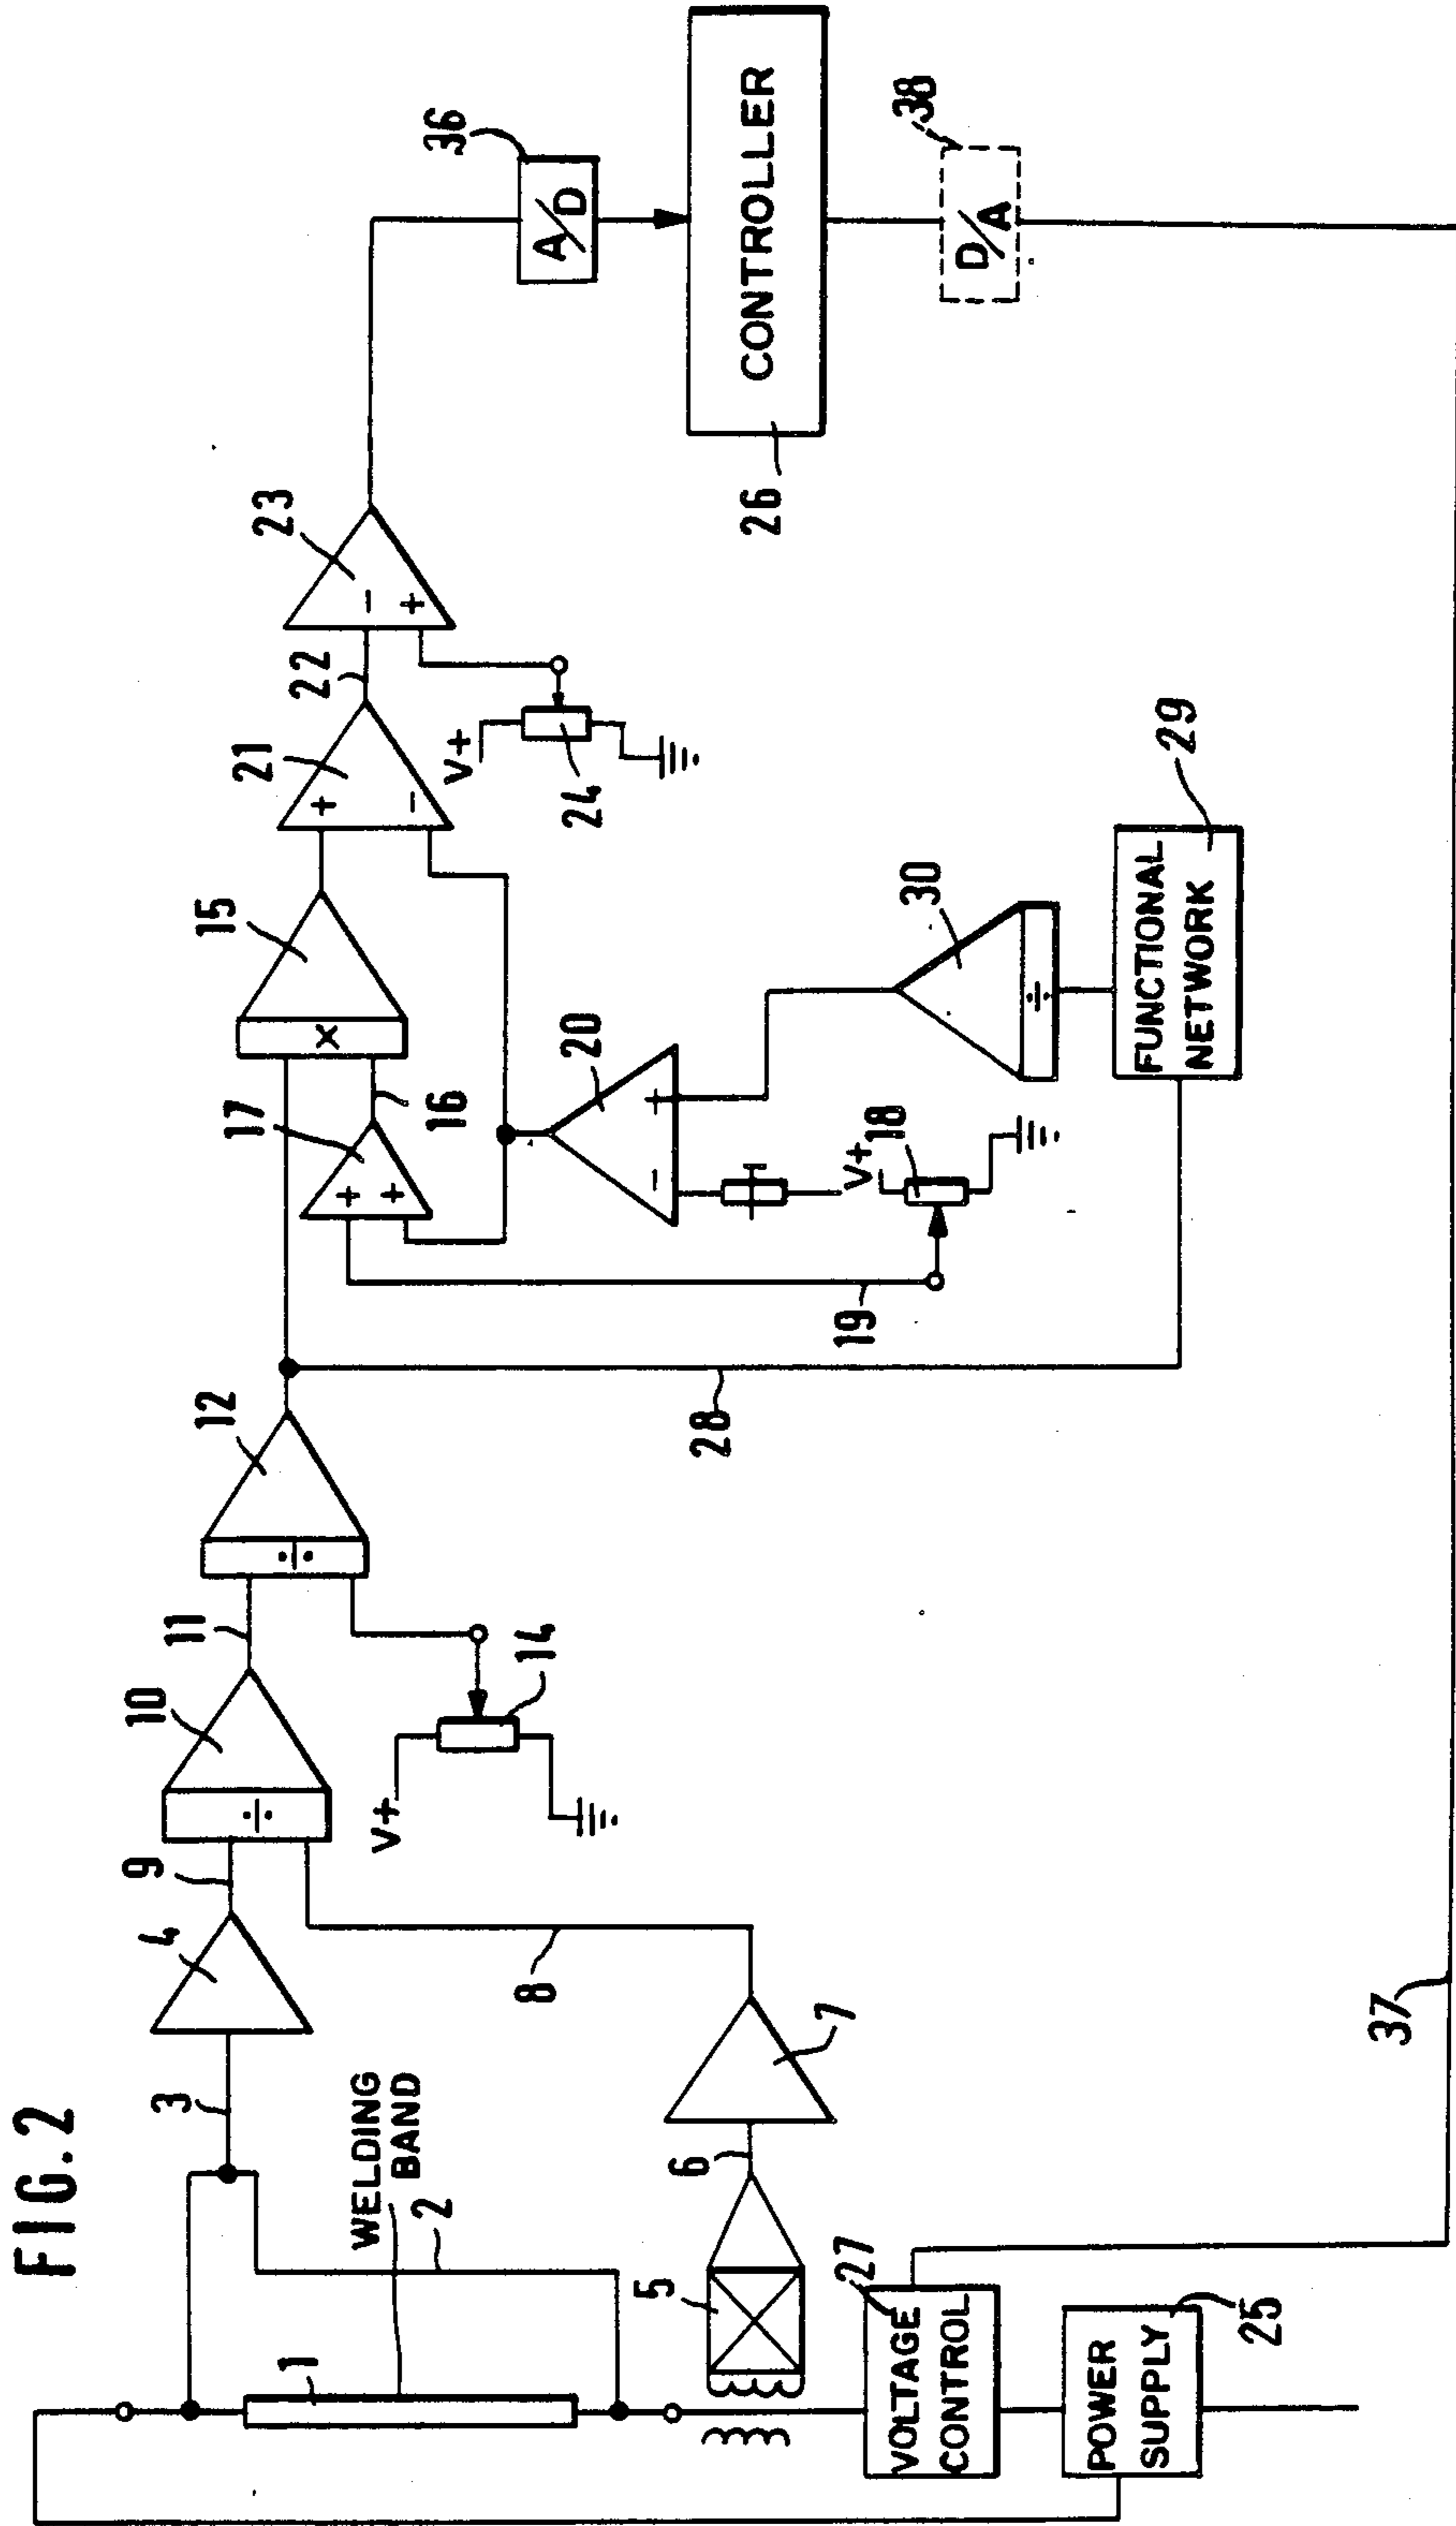 FIG. 2
1
WELDING
BAND
2
3
4
5
6
7
8
9
10
÷
11
12
÷
V+
14
15
X
16
17
+
+
V+
18
19
20
-
+
21
+
-
22
23
-
+
V+
24
POWER
SUPPLY
25
CONTROLLER
26
VOLTAGE
CONTROL
27
28
FUNCTIONAL
NETWORK
29
30
÷
A/D
36
37
D/A
38